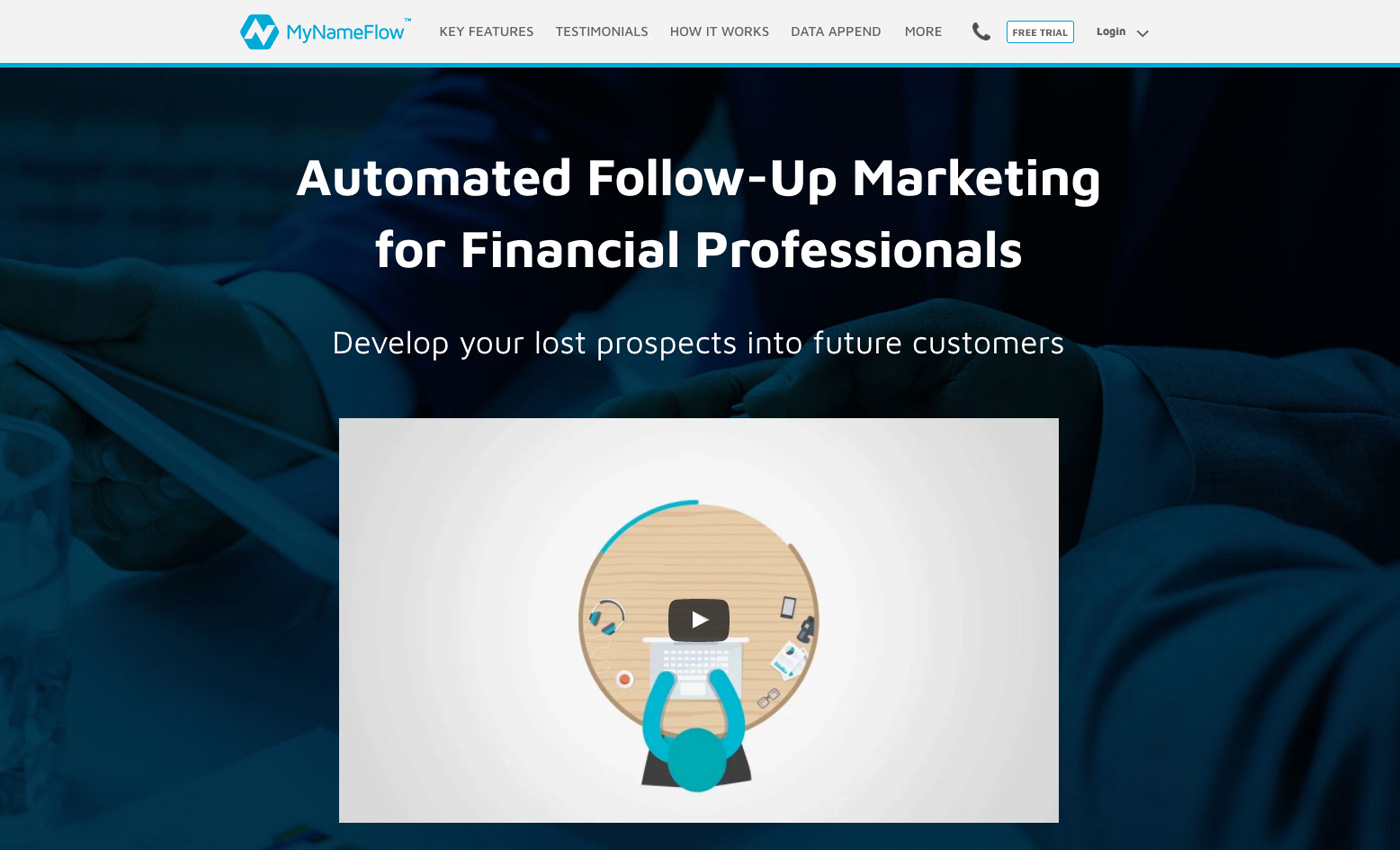 MyNameFlow™
KEY FEATURES
TESTIMONIALS
HOW IT WORKS
DATA APPEND
MORE
FREE TRIAL
Login
Automated Follow-Up Marketing
for Financial Professionals
Develop your lost prospects into future customers